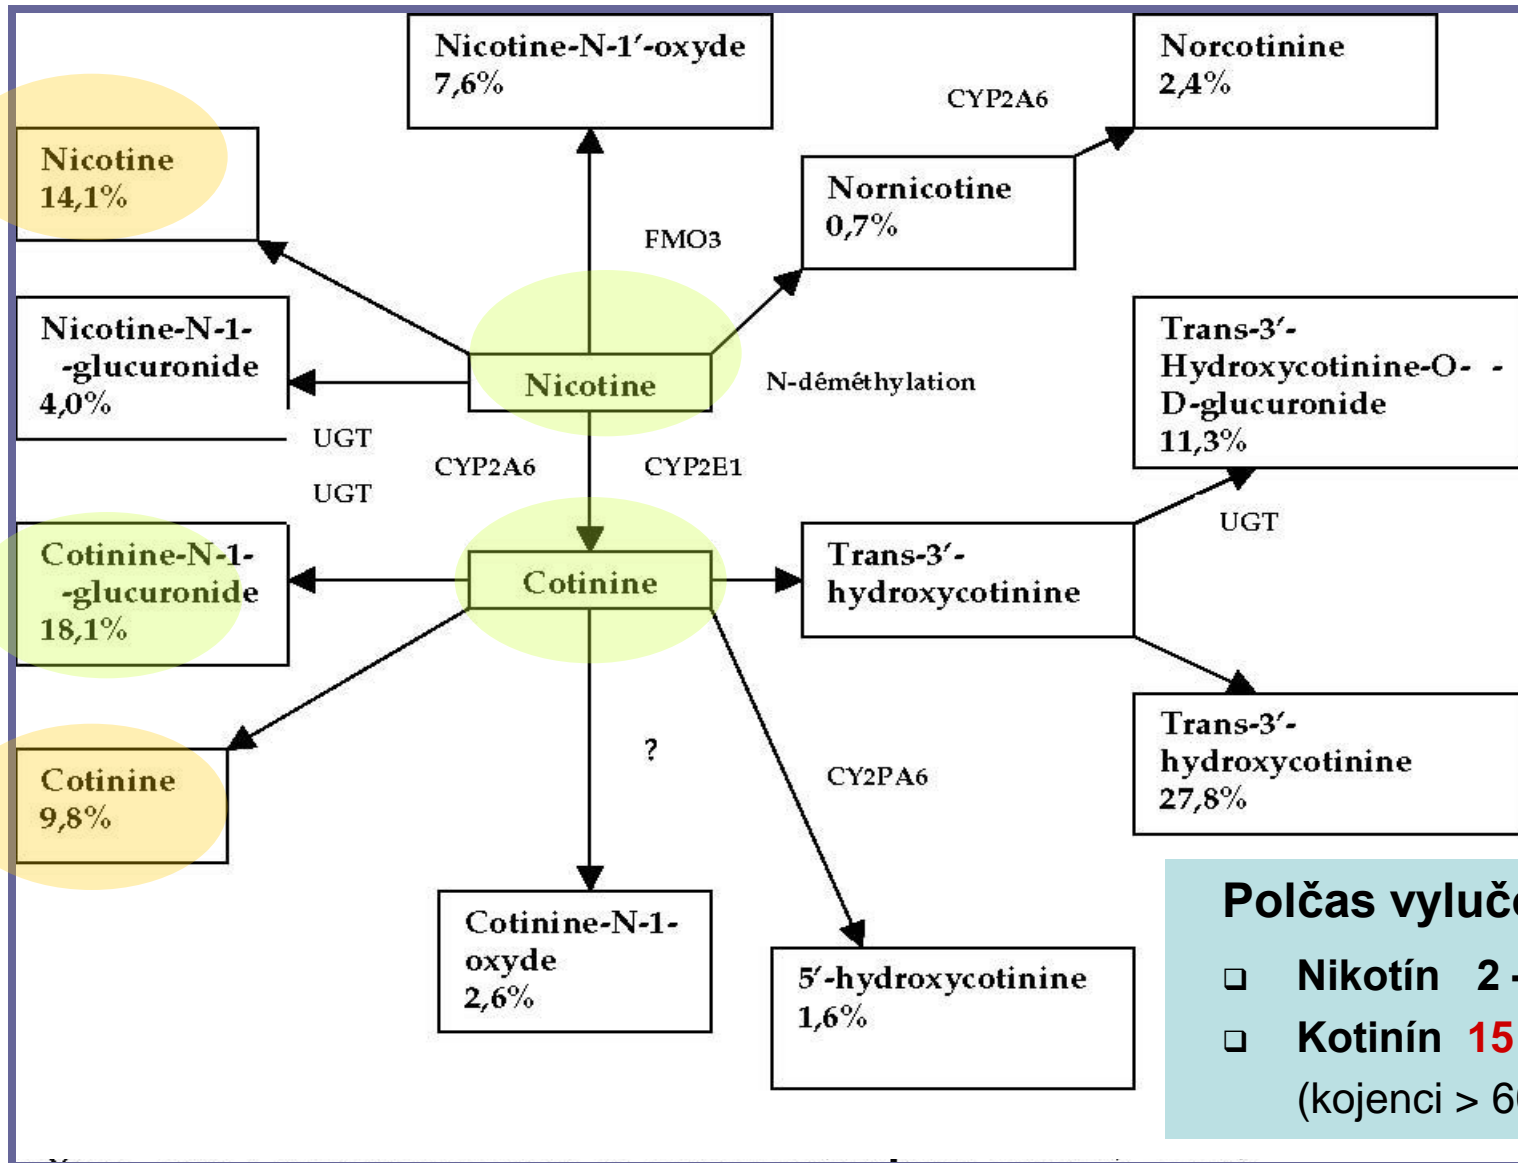 Nicotine-N-1′-oxyde
7,6%
Norcotinine
2,4%
CYP2A6
Nicotine
14,1%
Nornicotine
0,7%
FMO3
Nicotine-N-1-
-glucuronide
4,0%
Nicotine
N-déméthylation
Trans-3′-
Hydroxycotinine-O- -
D-glucuronide
11,3%
UGT
CYP2A6
CYP2E1
UGT
UGT
Cotinine-N-1-
-glucuronide
18,1%
Cotinine
Trans-3′-
hydroxycotinine
Cotinine
9,8%
?
CY2PA6
Trans-3′-
hydroxycotinine
27,8%
Cotinine-N-1-
oxyde
2,6%
5′-hydroxycotinine
1,6%
Polčas
Nikotín 2 -
Kotinín 15
(kojenci >